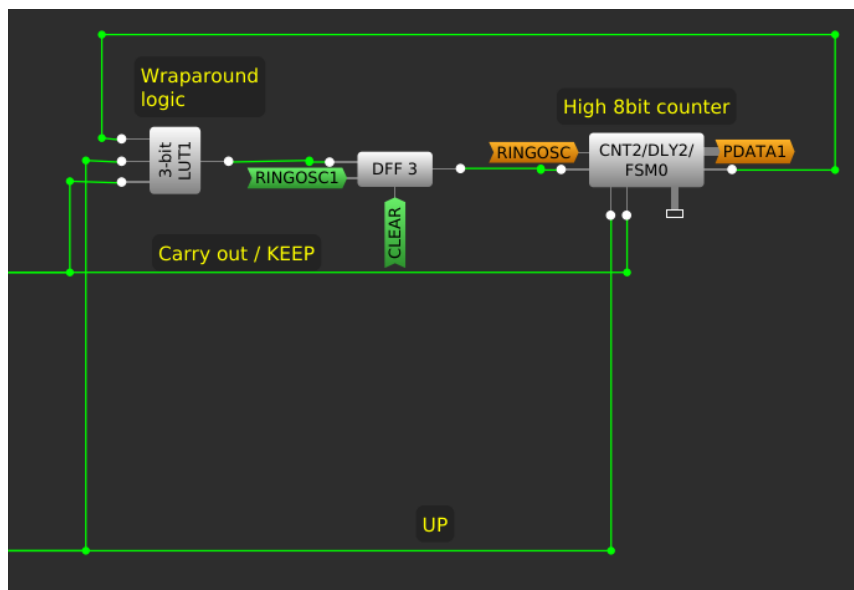 Wraparound
logic
High 8bit counter
3-bit
LUT1
RINGOSC1
DFF 3
CLEAR
RINGOSC
CNT2/DLY2/
FSM0
PDATA1
Carry out / KEEP
UP